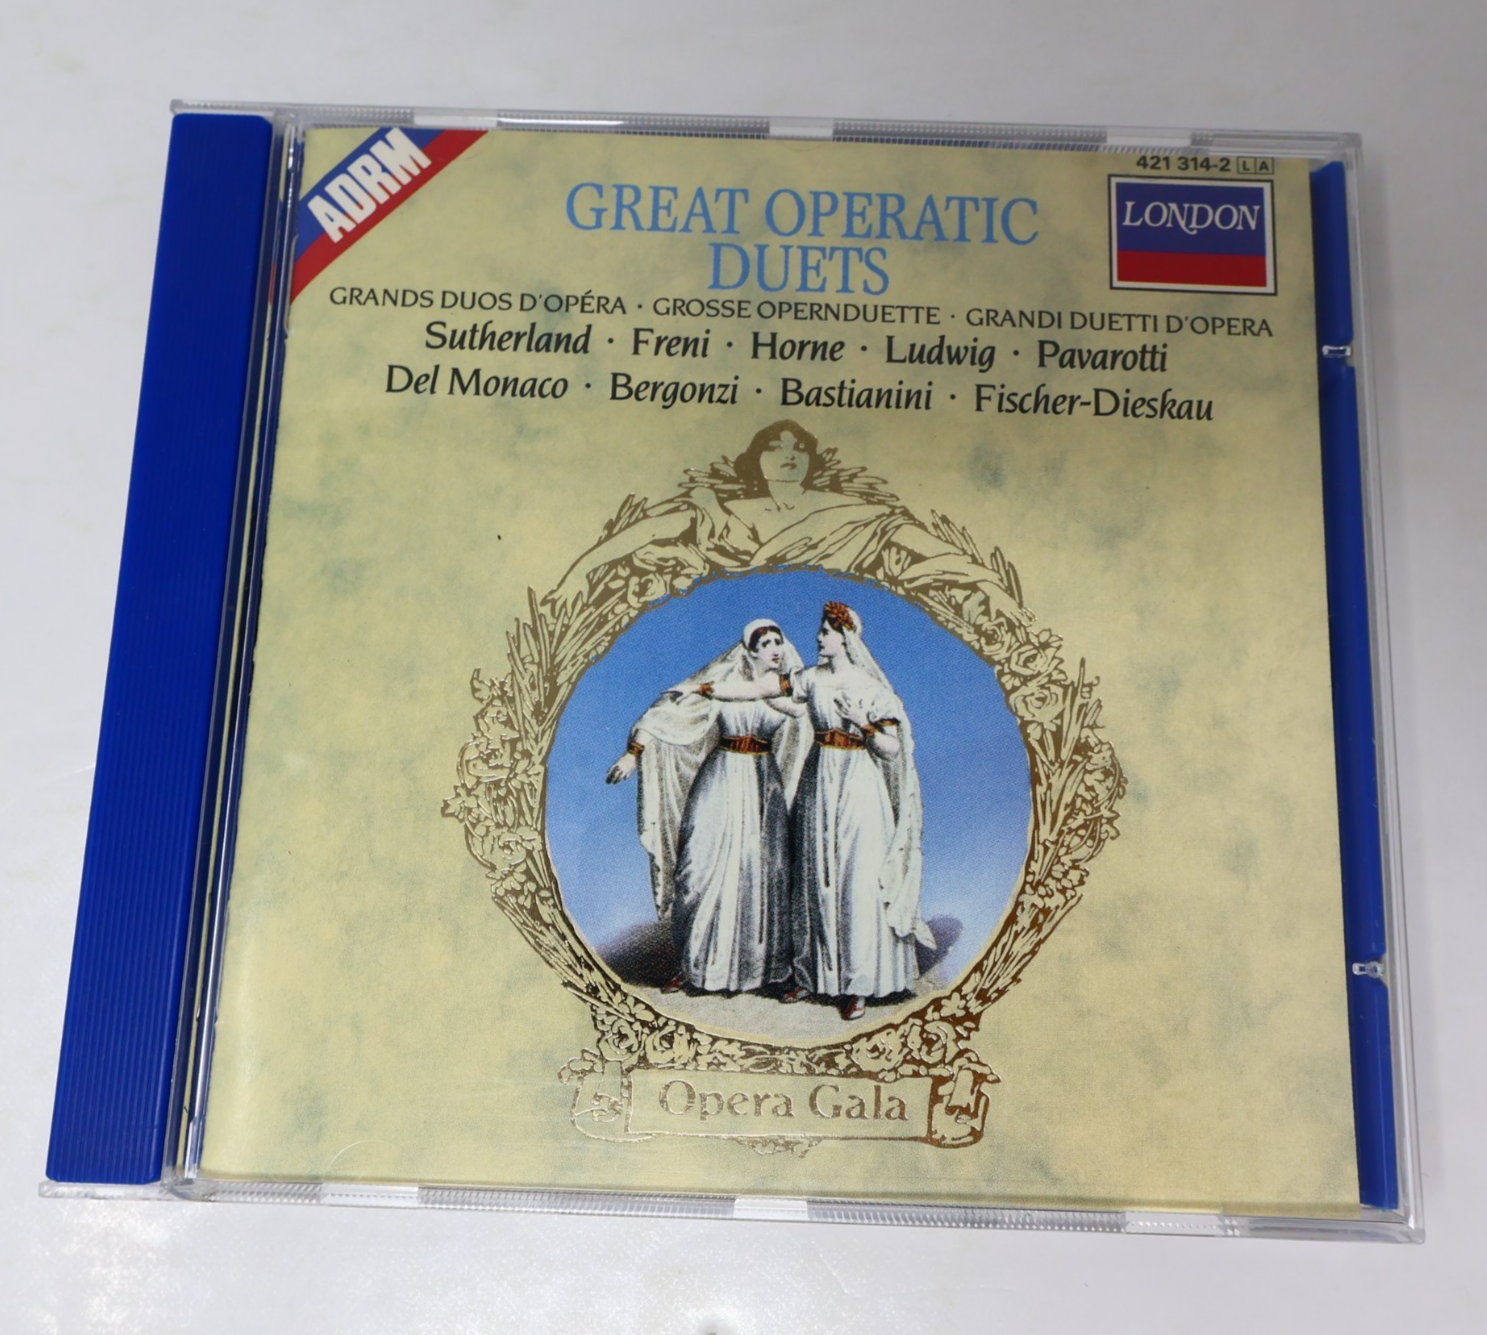 ADRM
421 314-2 LA
LONDON
GREAT OPERATIC
DUETS
GRANDS DUOS D'OPÉRA · GROSSE OPERNDUETTE · GRANDI DUETTI D'OPERA
Sutherland · Freni · Horne · Ludwig · Pavarotti
Del Monaco · Bergonzi · Bastianini · Fischer-Dieskau
Opera Gala